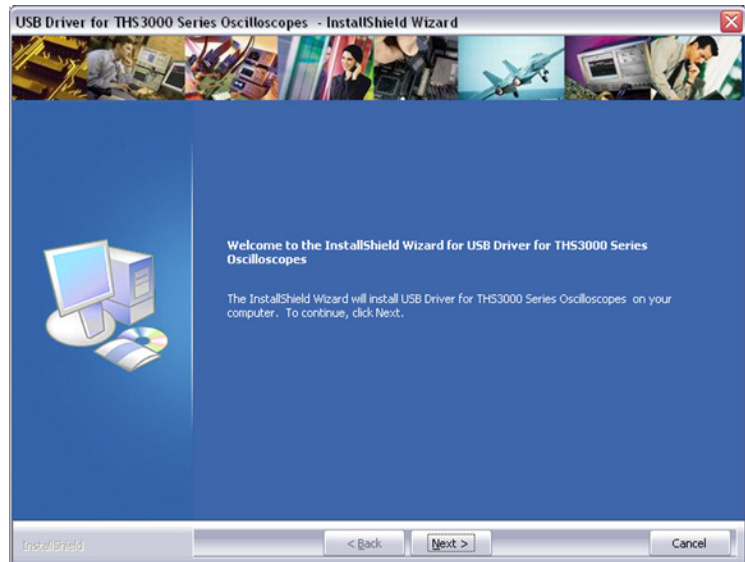 USB Driver for THS3000 Series Oscilloscopes - InstallShield Wizard
Welcome to the InstallShield Wizard for USB Driver for THS3000 Series
Oscilloscopes
The InstallShield Wizard will install USB Driver for THS3000 Series Oscilloscopes on your
computer. To continue, click Next.
InstallShield
< Back
Next >
Cancel